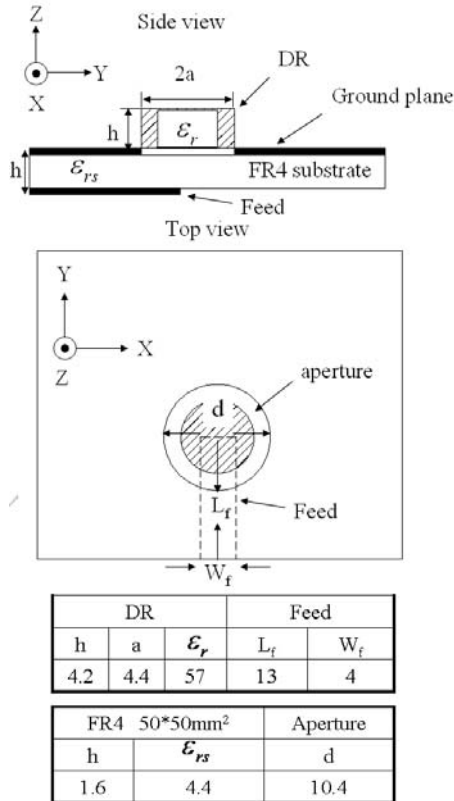 Side view
Z
Y
X
2a
DR
h
εr
Ground plane
h
εrs
FR4 substrate
Feed
Top view
Y
X
Z
aperture
d
Lf
Feed
Wf
DR Feed
h a εr Lf Wf
4.2 4.4 57 13 4
FR4 50*50mm² Aperture
h εrs d
1.6 4.4 10.4